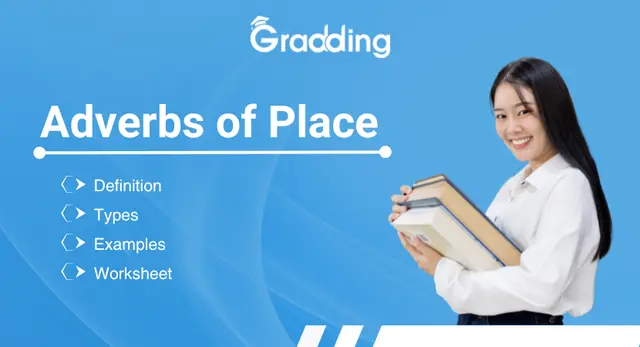 Gradding
Adverbs of Place
Definition
Types
Examples
Worksheet